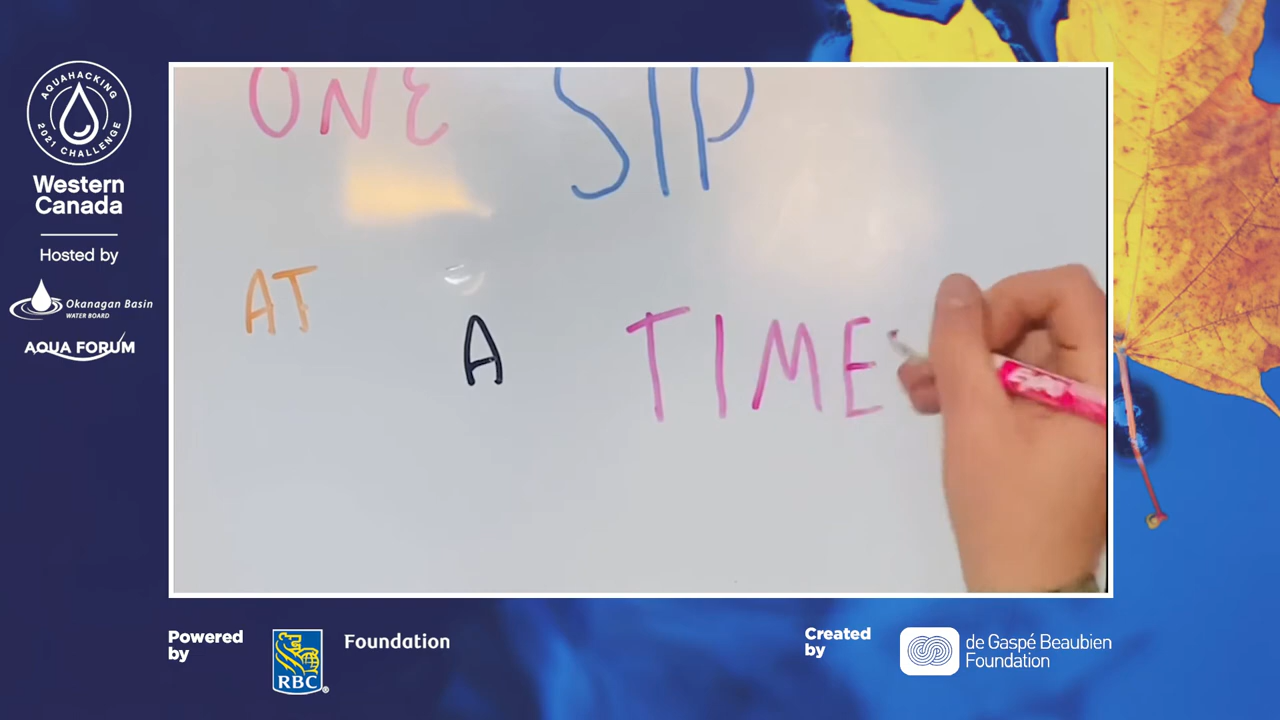 AQUAHACKING
2021 CHALLENGE
Western
Canada
Hosted by
Okanagan Basin
WATER BOARD
AQUA FORUM
ONE SIP
AT A TIME
Powered
by
RBC
®
Foundation
Created
by
de Gaspé Beaubien
Foundation